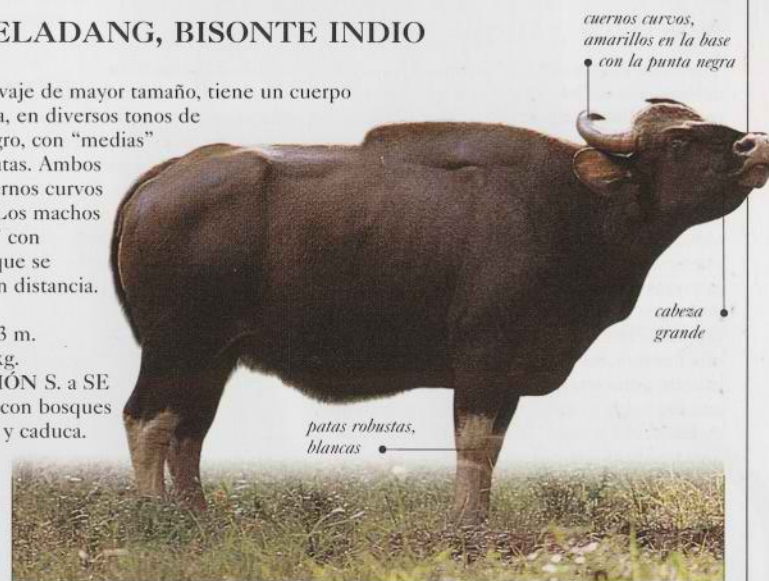 ELADANG, BISONTE INDIO
vaje de mayor tamaño, tiene un cuerpo
a, en diversos tonos de
gro, con “medias”
atas. Ambos
ernos curvos
Los machos
con
que se
n distancia.
3 m.
kg.
IÓN S. a SE
con bosques
y caduca.
cuernos curvos,
amarillos en la base
con la punta negra
cabeza
grande
patas robustas,
blancas